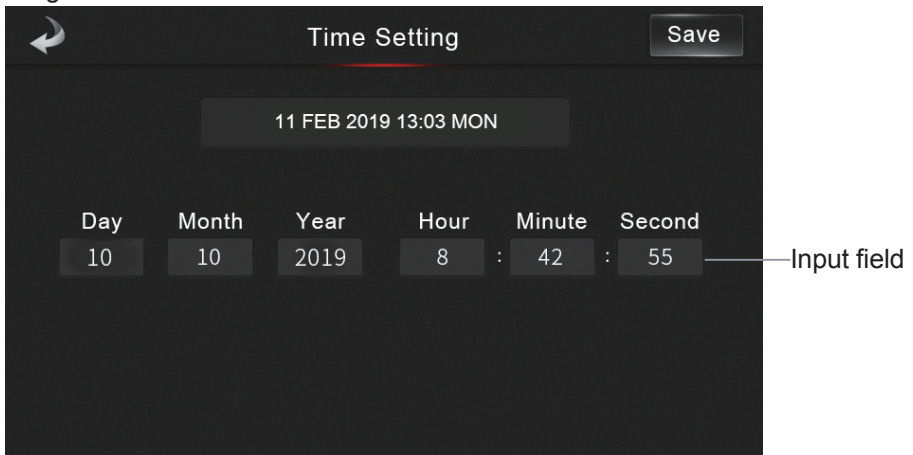 Time Setting Save
11 FEB 2019 13:03 MON
Day Month Year Hour Minute Second
10 10 2019 8 : 42 : 55 Input field